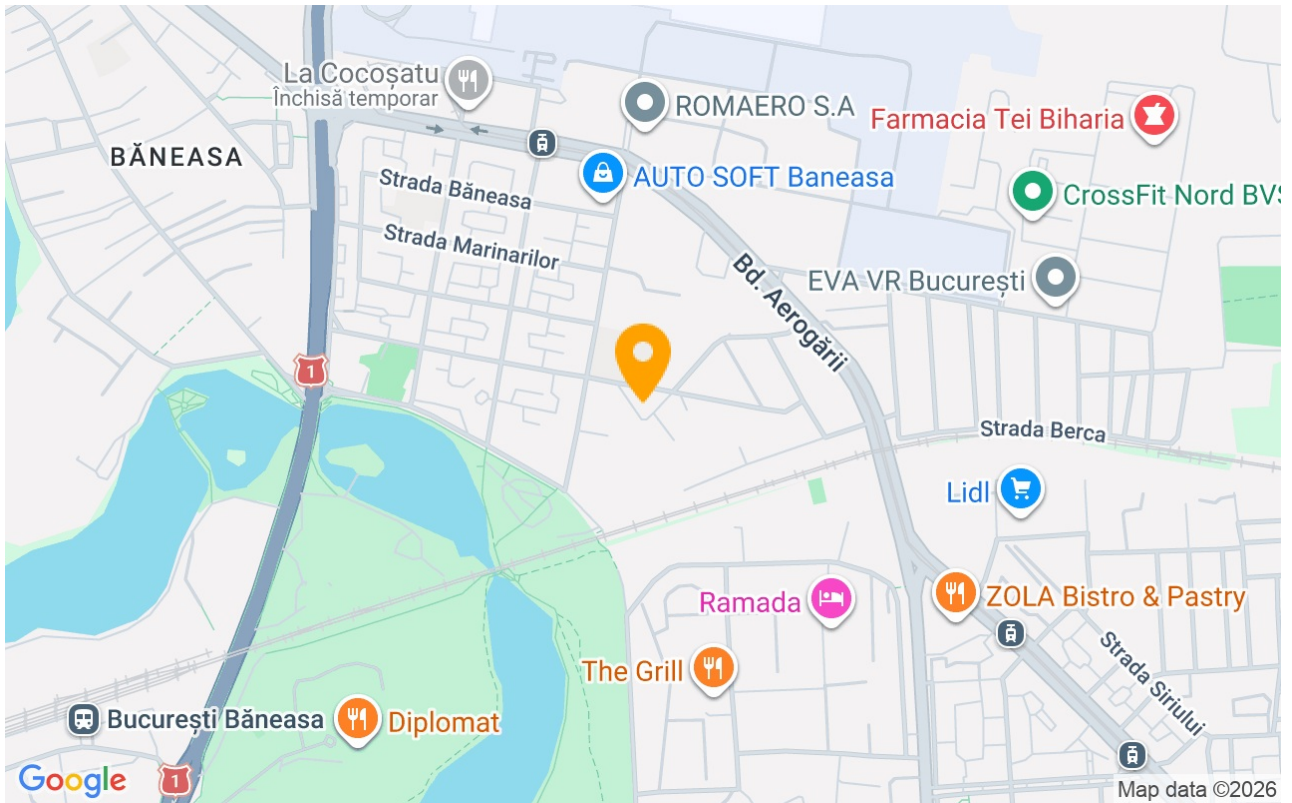 La Cocoșatu
Închisă temporar
ROMAERO S.A
Farmacia Tei Biharia
BĂNEASA
AUTO SOFT Baneasa
Strada Băneasa
CrossFit Nord BVS
Strada Marinarilor
EVA VR București
Bd. Aerogării
1
Strada Berca
Lidl
Ramada
ZOLA Bistro & Pastry
The Grill
Strada Siriului
București Băneasa
Diplomat
Google
1
Map data ©2026